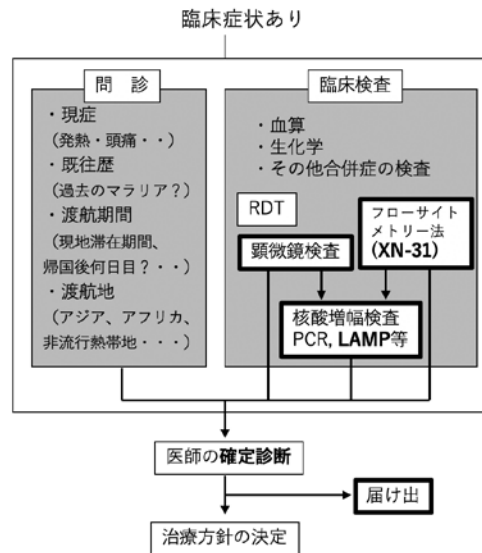 臨床症状あり
問　診
・現症
（発熱・頭痛・・）
・既往歴
（過去のマラリア？）
・渡航期間
（現地滞在期間、
帰国後何日目？・・）
・渡航地
（アジア、アフリカ、
非流行熱帯地・・・）
臨床検査
・血算
・生化学
・その他合併症の検査
RDT
顕微鏡検査
フローサイト
メトリー法
(XN-31)
核酸増幅検査
PCR, LAMP等
医師の確定診断
届け出
治療方針の決定